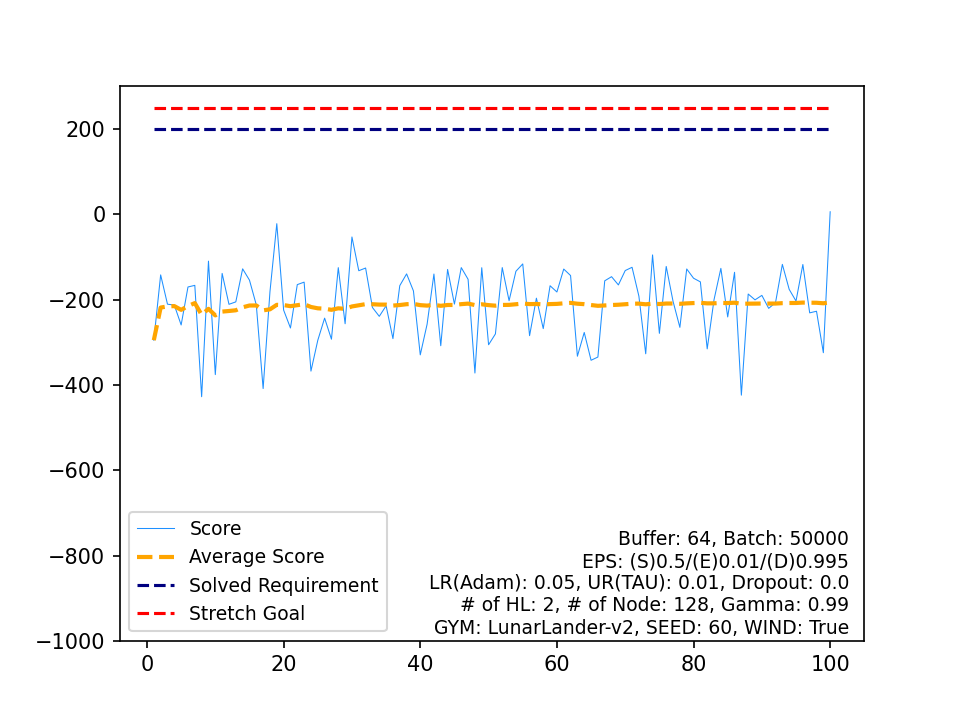 200
0
−200
−400
−600
−800
−1000
Score
Average Score
Solved Requirement
Stretch Goal
Buffer: 64, Batch: 50000
EPS: (S)0.5/(E)0.01/(D)0.995
LR(Adam): 0.05, UR(TAU): 0.01, Dropout: 0.0
# of HL: 2, # of Node: 128, Gamma: 0.99
GYM: LunarLander-v2, SEED: 60, WIND: True
0 20 40 60 80 100